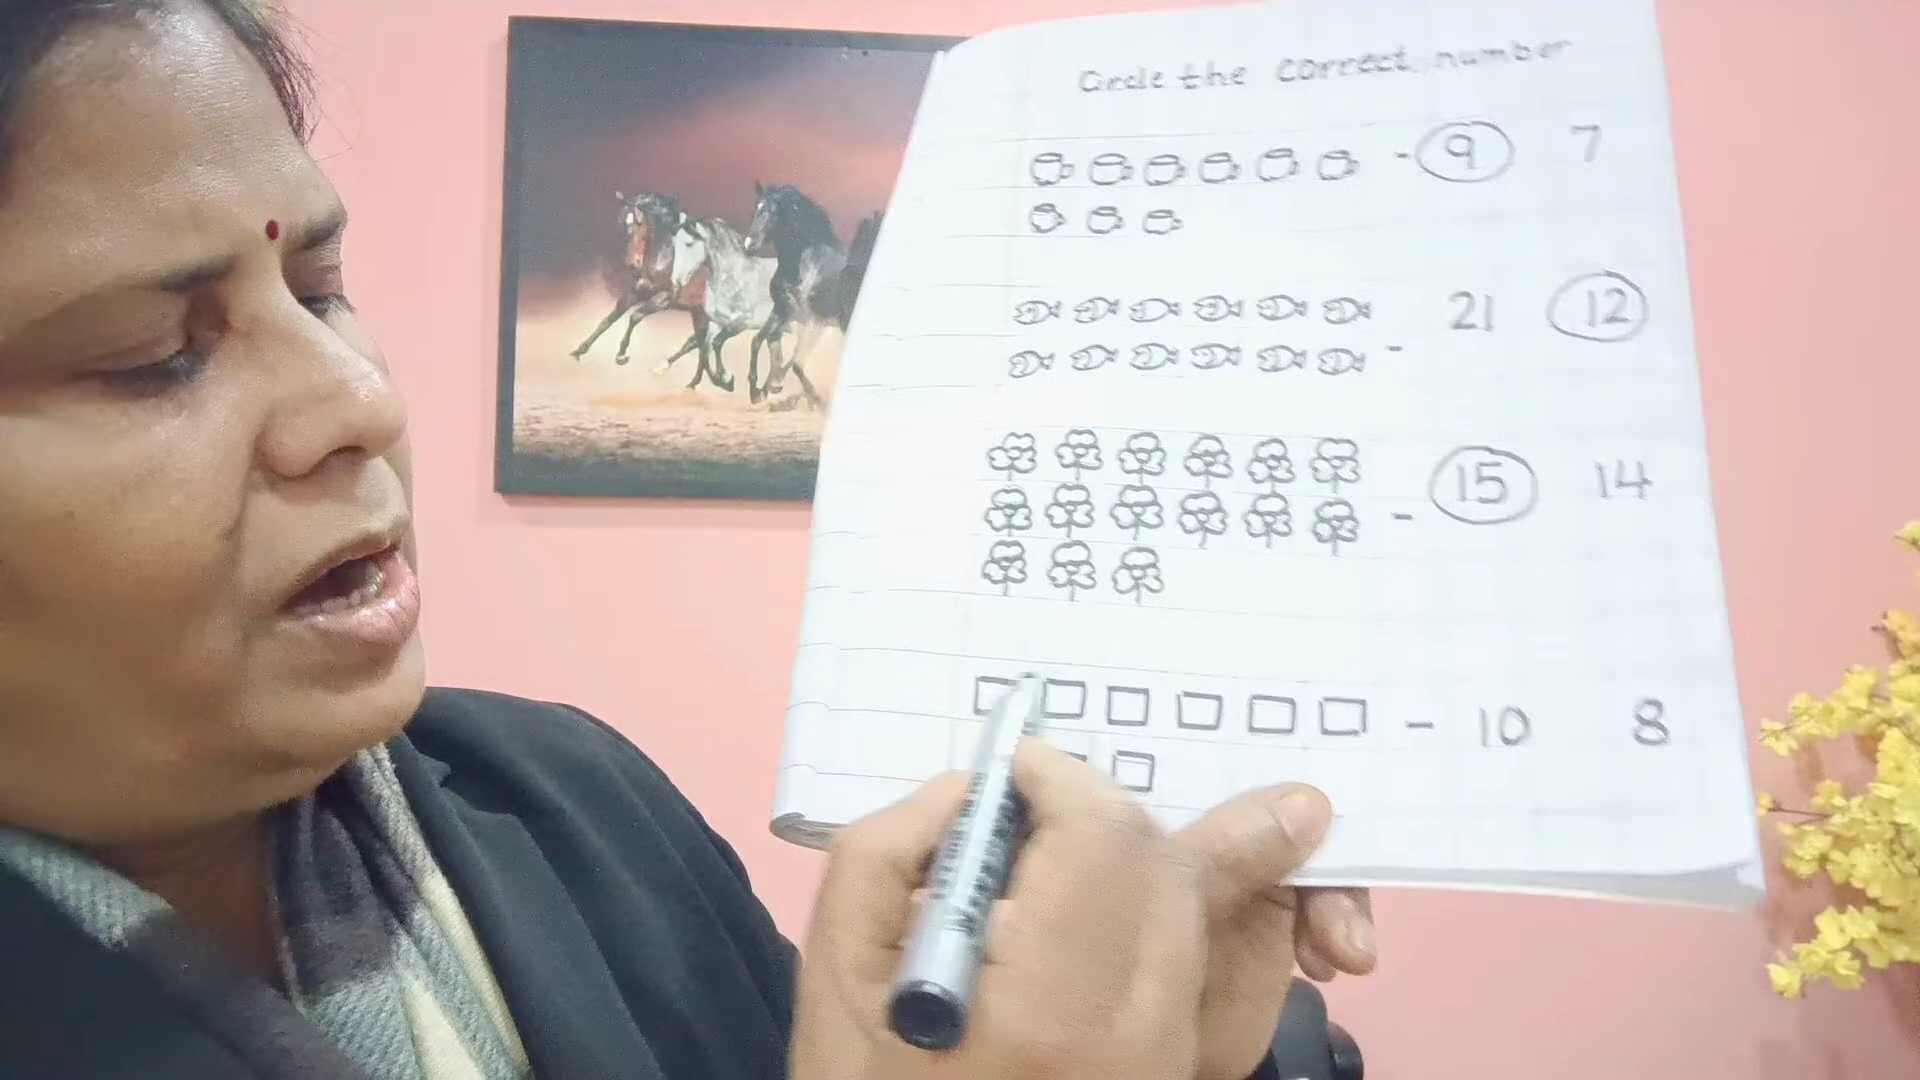 Circle the correct number
- 9 7
21 12
-
- 15 14
- 10 8